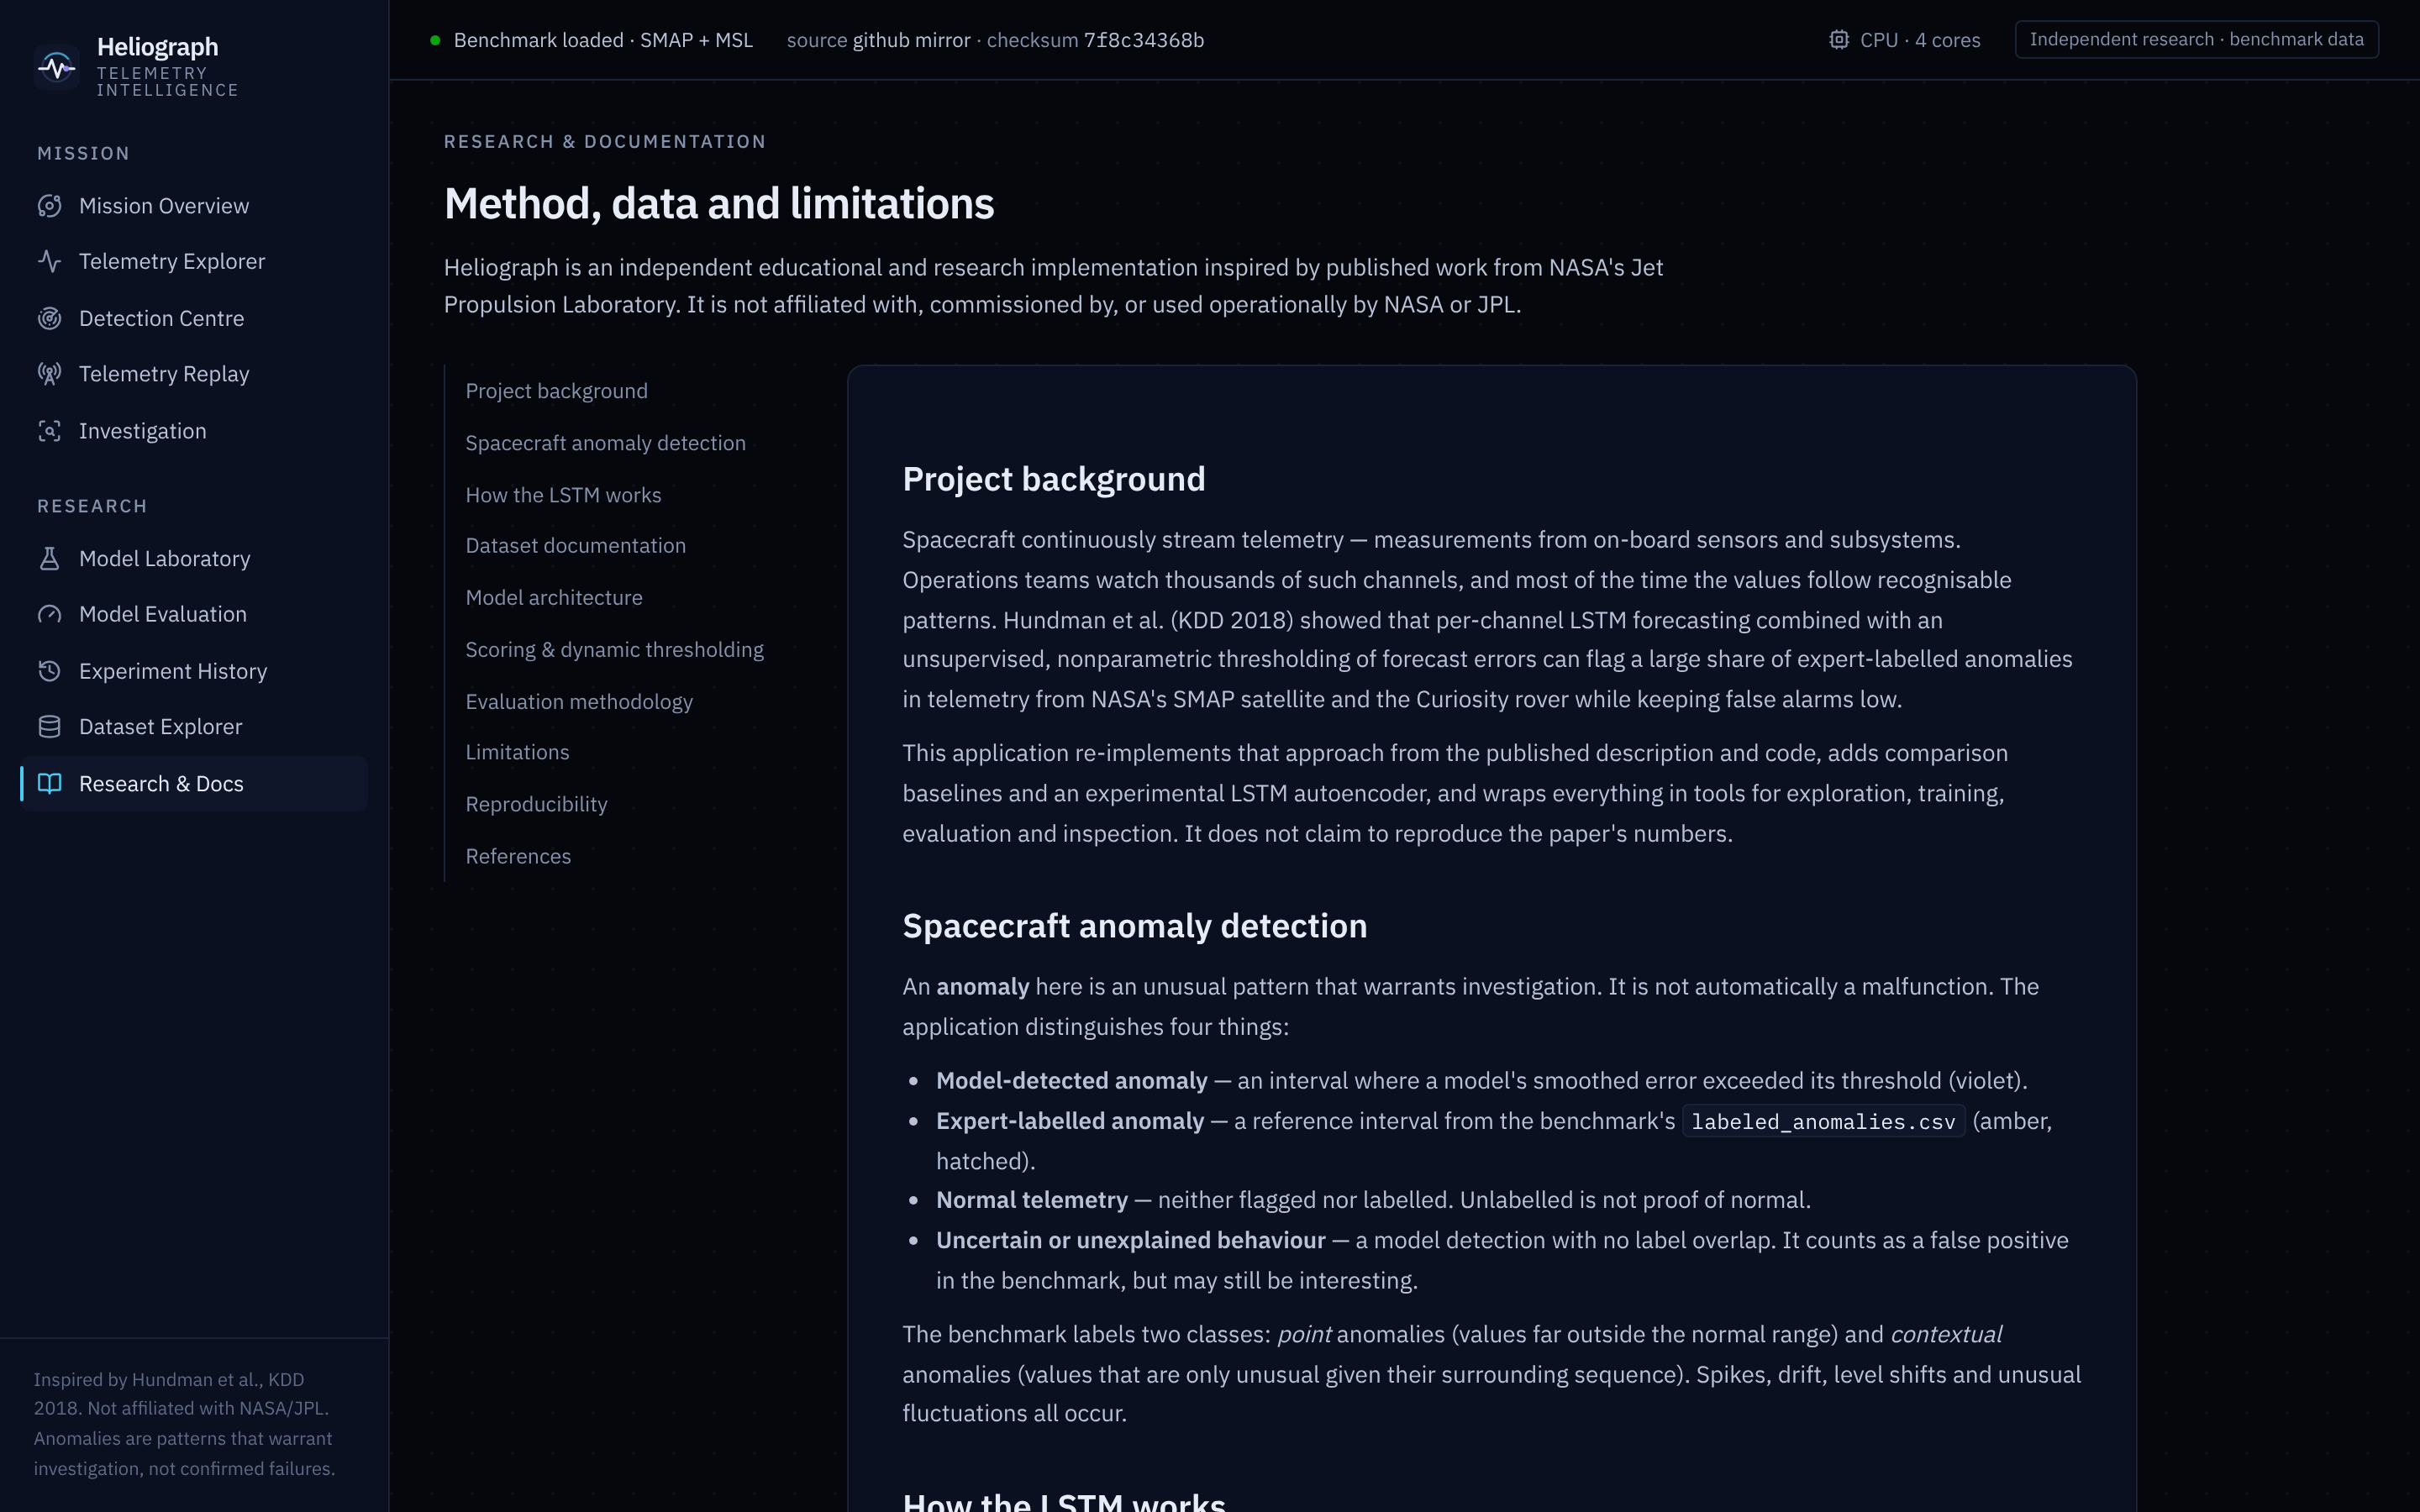 Heliograph
TELEMETRY
INTELLIGENCE
MISSION
Mission Overview
Telemetry Explorer
Detection Centre
Telemetry Replay
Investigation
RESEARCH
Model Laboratory
Model Evaluation
Experiment History
Dataset Explorer
Research & Docs
Inspired by Hundman et al., KDD
2018. Not affiliated with NASA/JPL.
Anomalies are patterns that warrant
investigation, not confirmed failures.
Benchmark loaded · SMAP + MSL
source github mirror · checksum 7f8c34368b
CPU · 4 cores
Independent research · benchmark data
RESEARCH & DOCUMENTATION
Method, data and limitations
Heliograph is an independent educational and research implementation inspired by published work from NASA's Jet
Propulsion Laboratory. It is not affiliated with, commissioned by, or used operationally by NASA or JPL.
Project background
Spacecraft anomaly detection
How the LSTM works
Dataset documentation
Model architecture
Scoring & dynamic thresholding
Evaluation methodology
Limitations
Reproducibility
References
Project background
Spacecraft continuously stream telemetry — measurements from on-board sensors and subsystems.
Operations teams watch thousands of such channels, and most of the time the values follow recognisable
patterns. Hundman et al. (KDD 2018) showed that per-channel LSTM forecasting combined with an
unsupervised, nonparametric thresholding of forecast errors can flag a large share of expert-labelled anomalies
in telemetry from NASA's SMAP satellite and the Curiosity rover while keeping false alarms low.
This application re-implements that approach from the published description and code, adds comparison
baselines and an experimental LSTM autoencoder, and wraps everything in tools for exploration, training,
evaluation and inspection. It does not claim to reproduce the paper's numbers.
Spacecraft anomaly detection
An anomaly here is an unusual pattern that warrants investigation. It is not automatically a malfunction. The
application distinguishes four things:
• Model-detected anomaly — an interval where a model's smoothed error exceeded its threshold (violet).
• Expert-labelled anomaly — a reference interval from the benchmark's labeled_anomalies.csv (amber,
hatched).
• Normal telemetry — neither flagged nor labelled. Unlabelled is not proof of normal.
• Uncertain or unexplained behaviour — a model detection with no label overlap. It counts as a false positive
in the benchmark, but may still be interesting.
The benchmark labels two classes: point anomalies (values far outside the normal range) and contextual
anomalies (values that are only unusual given their surrounding sequence). Spikes, drift, level shifts and unusual
fluctuations all occur.
How the LSTM works